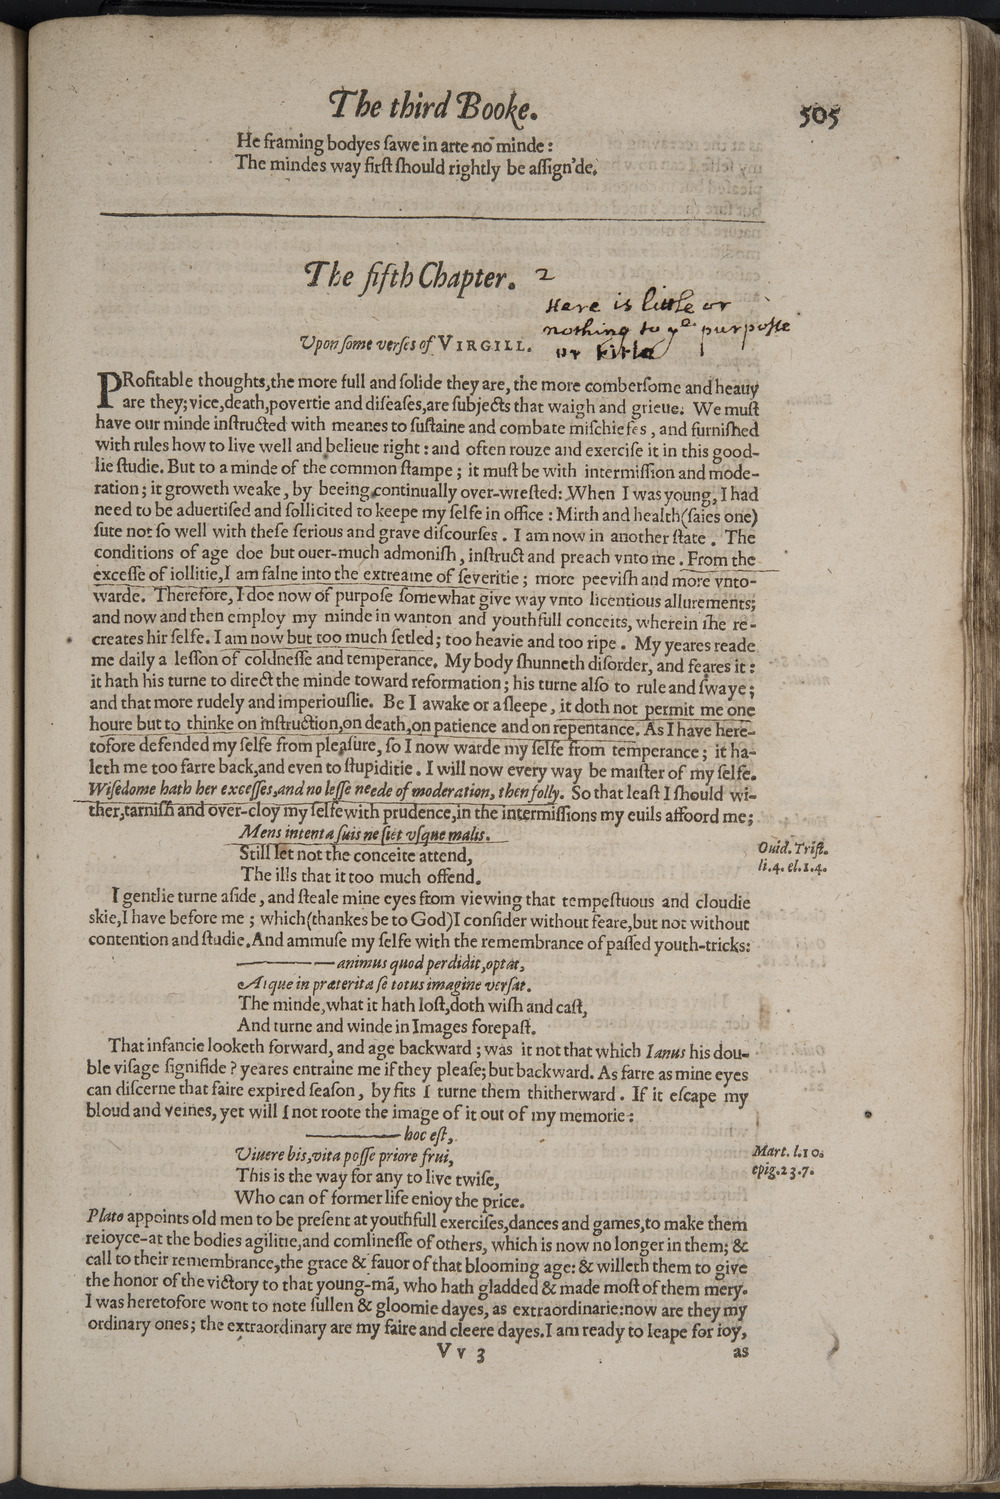 The third Booke. 505
He framing bodyes ſawe in arte no minde:
The mindes way firſt ſhould rightly be aſſign'de.
The fifth Chapter. 2
Here is little or
nothing to yᵉ purpoſe
or title
Vpon ſome verſes of VIRGILL.
PRofitable thoughts,the more full and ſolide they are, the more comberſome and heauy
are they;vice,death,povertie and diſeaſes,are ſubjects that waigh and grieue. We muſt
have our minde inſtructed with meanes to ſuſtaine and combate miſchiefes, and furniſhed
with rules how to live well and believe right : and often rouze and exerciſe it in this good-
lie ſtudie. But to a minde of the common ſtampe ; it muſt be with intermiſſion and mode-
ration ; it groweth weake, by beeing continually over-wreſted: When I was young, I had
need to be aduertiſed and ſollicited to keepe my ſelfe in office : Mirth and health(ſaies one)
ſute not ſo well with theſe ſerious and grave diſcourſes . I am now in another ſtate . The
conditions of age doe but ouer-much admoniſh, inſtruct and preach vnto me . From the
exceſſe of iollitie,I am falne into the extreame of ſeveritie ; more peeviſh and more vnto-
warde. Therefore, I doe now of purpoſe ſomewhat give way vnto licentious allurements;
and now and then employ my minde in wanton and youthfull conceits, wherein ſhe re-
creates hir ſelfe. I am now but too much ſetled ; too heavie and too ripe . My yeares reade
me daily a leſſon of coldneſſe and temperance. My body ſhunneth diſorder, and feares it :
it hath his turne to direct the minde toward reformation ; his turne alſo to rule and ſwaye ;
and that more rudely and imperiouſlie. Be I awake or aſleepe, it doth not permit me one
houre but to thinke on inſtruction,on death,on patience and on repentance. As I have here-
tofore defended my ſelfe from pleaſure, ſo I now warde my ſelfe from temperance ; it ha-
leth me too farre back,and even to ſtupiditie . I will now every way be maiſter of my ſelfe.
Wiſedome hath her exceſſes,and no leſſe neede of moderation, then folly. So that leaſt I ſhould wi-
ther,tarniſh and over-cloy my ſelfe with prudence,in the intermiſſions my euils affoord me;
Mens intenta ſuis ne ſiet vſque malis.
Still let not the conceite attend,
The ills that it too much offend.
Ouid. Triſt.
li.4. el.1.4.
I gentlie turne aſide, and ſteale mine eyes from viewing that tempeſtuous and cloudie
skie,I have before me ; which(thankes be to God)I conſider without feare,but not without
contention and ſtudie.And ammuſe my ſelfe with the remembrance of paſſed youth-tricks:
———animus quod perdidit,optat,
Atque in præterita ſe totus imagine verſat.
The minde,what it hath loſt,doth wiſh and caſt,
And turne and winde in Images forepaſt.
That infancie looketh forward, and age backward ; was it not that which Ianus his dou-
ble viſage ſignifide ? yeares entraine me if they pleaſe; but backward. As farre as mine eyes
can diſcerne that faire expired ſeaſon, by fits I turne them thitherward . If it eſcape my
bloud and veines, yet will I not roote the image of it out of my memorie :
———hoc eſt,
Viuere bis,vita poſſe priore frui,
This is the way for any to live twiſe,
Who can of former life enioy the price.
Mart. l.10.
epig.23.7.
Plato appoints old men to be preſent at youthfull exerciſes,dances and games,to make them
reioyce-at the bodies agilitie,and comlineſſe of others, which is now no longer in them; &
call to their remembrance,the grace & fauor of that blooming age: & willeth them to give
the honor of the victory to that young-mã, who hath gladded & made moſt of them mery.
I was heretofore wont to note ſullen & gloomie dayes, as extraordinarie:now are they my
ordinary ones ; the extraordinary are my faire and cleere dayes.I am ready to leape for ioy,
V v 3 as